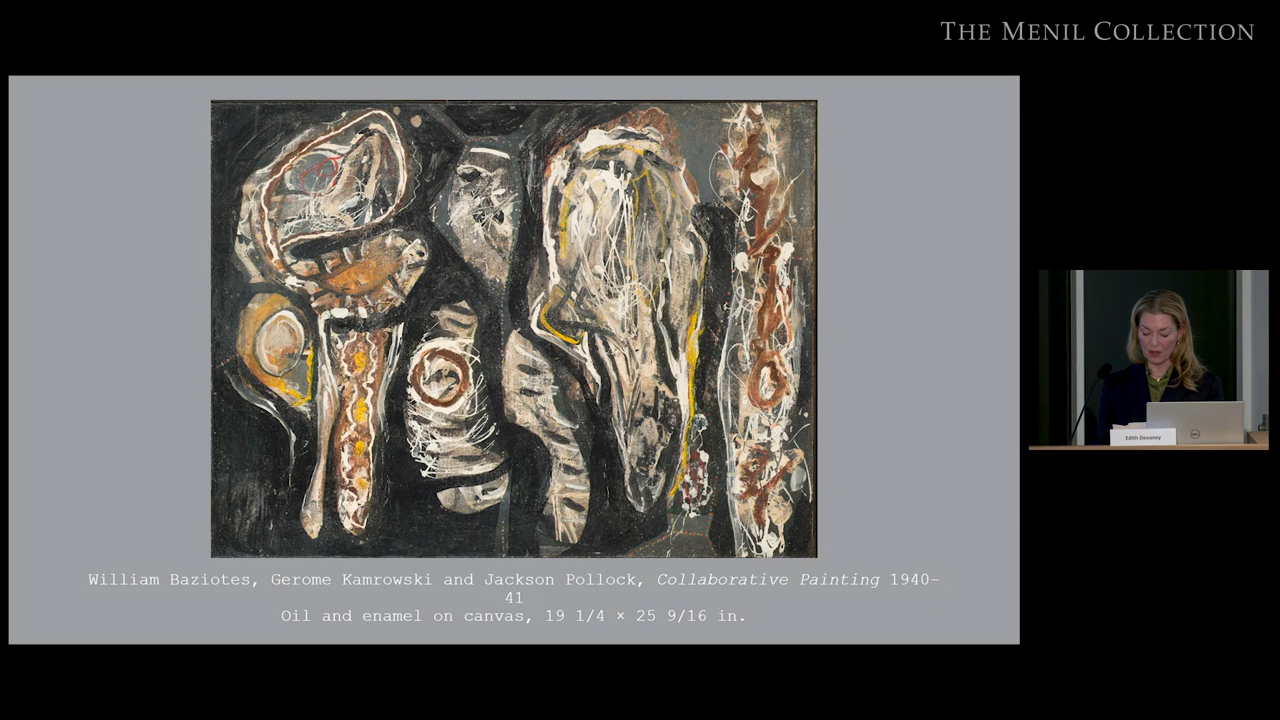 THE MENIL COLLECTION
William Baziotes, Gerome Kamrowski and Jackson Pollock, Collaborative Painting 1940–
41
Oil and enamel on canvas, 19 1/4 × 25 9/16 in.
Edith Devaney
DELL